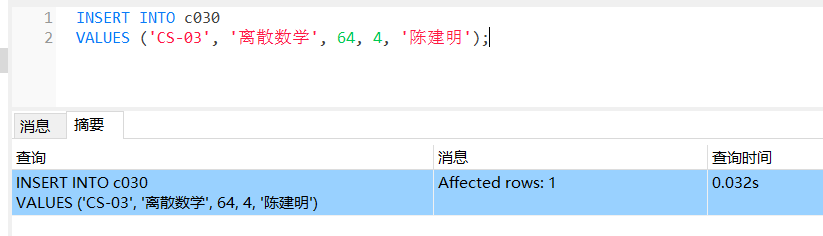 1 INSERT INTO c030
2 VALUES ('CS-03', '离散数学', 64, 4, '陈建明');
消息 摘要
查询 消息 查询时间
INSERT INTO c030 Affected rows: 1 0.032s
VALUES ('CS-03', '离散数学', 64, 4, '陈建明')